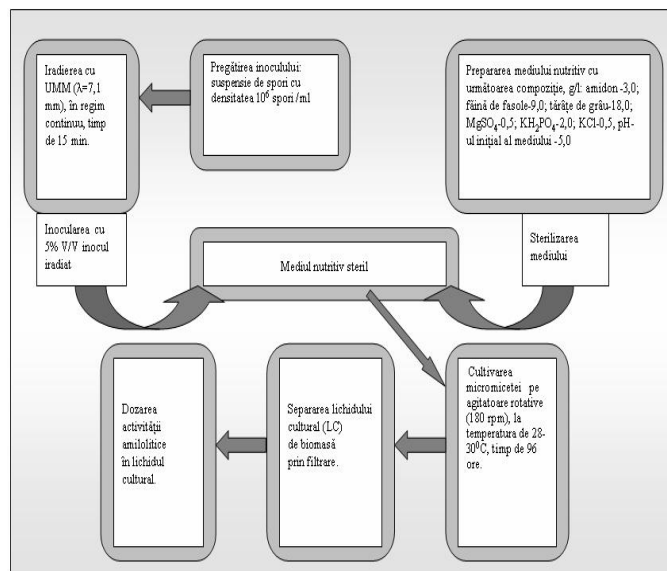 Iradierea cu
UMM (λ=7,1
mm), în regim
continuu, timp
de 15 min.
Pregătirea inoculului:
suspensie de spori cu
densitatea 10⁶ spori /ml
Prepararea mediului nutritiv cu
următoarea compoziţie, g/l: amidon -3,0;
făină de fasole-9,0; tărâţe de grâu-18,0;
MgSO₄-0,5; KH₂PO₄-2,0; KCl-0,5, pH-
ul iniţial al mediului -5,0
Inocularea cu
5% V/V inocul
iradiat
Mediul nutritiv steril
Sterilizarea
mediului
Dozarea
activităţii
amilolitice
în lichidul
cultural.
Separarea lichidului
cultural (LC)
de biomasă
prin filtrare.
Cultivarea
micromicetei pe
agitatoare rotative
(180 rpm), la
temperatura de 28-
30⁰C, timp de 96
ore.